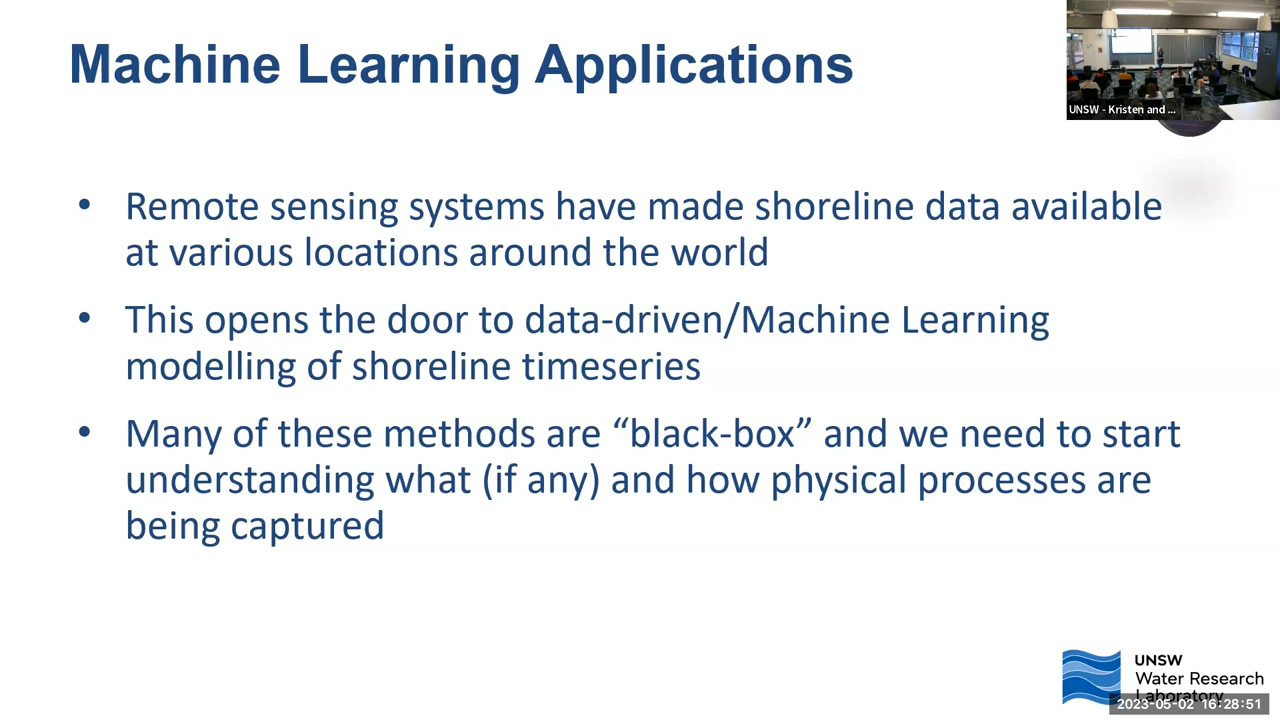 Machine Learning Applications
UNSW - Kristen and ...
• Remote sensing systems have made shoreline data available
at various locations around the world
• This opens the door to data-driven/Machine Learning
modelling of shoreline timeseries
• Many of these methods are “black-box” and we need to start
understanding what (if any) and how physical processes are
being captured
UNSW
Water Research
Laboratory
2023-05-02 16:28:51